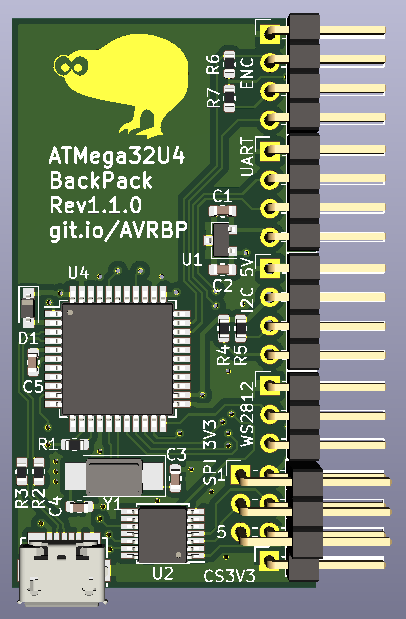 R6
ENC
R7
ATMega32U4
BackPack
Rev1.1.0
git.io/AVRBP
UART
C1
U1
C2
5V
U4
I2C
D1
R4
R5
C5
WS2812
R1
3V3
C3
SPI
1
R3
R2
C4
Y1
5
U2
CS3V3